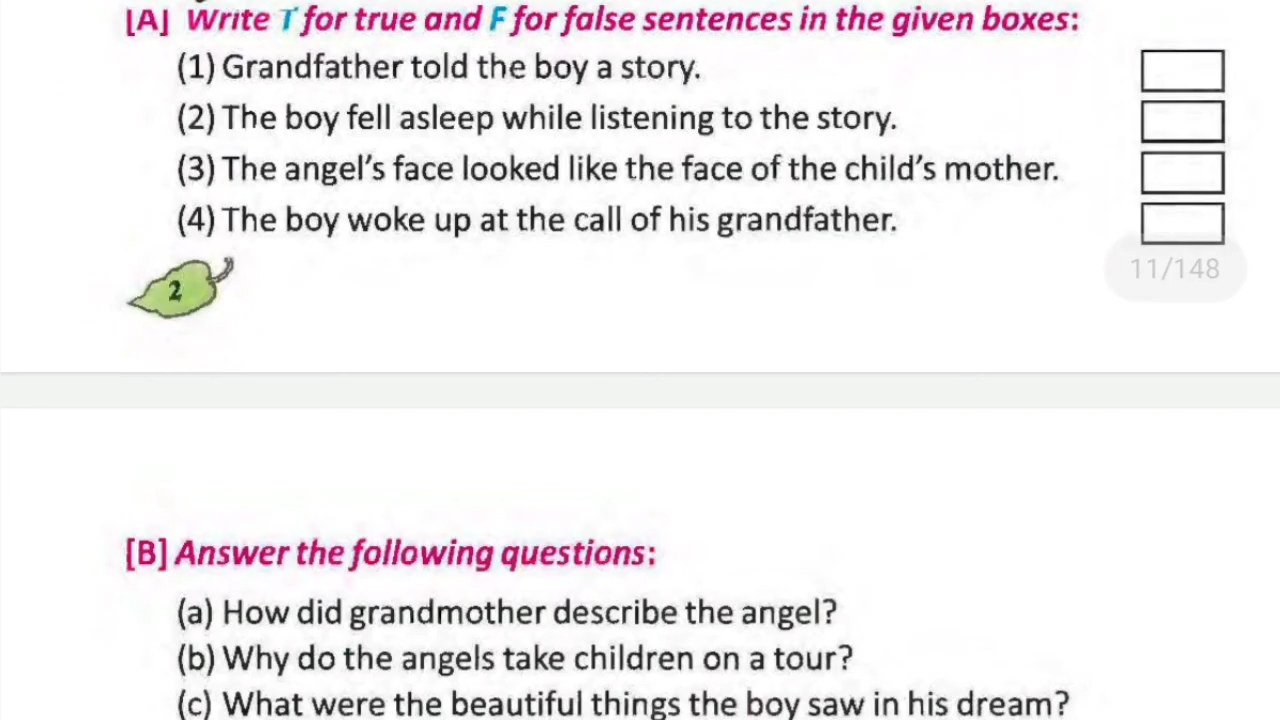 [A] Write T for true and F for false sentences in the given boxes:
(1) Grandfather told the boy a story.
(2) The boy fell asleep while listening to the story.
(3) The angel's face looked like the face of the child's mother.
(4) The boy woke up at the call of his grandfather.
11/148
2
[B] Answer the following questions:
(a) How did grandmother describe the angel?
(b) Why do the angels take children on a tour?
(c) What were the beautiful things the boy saw in his dream?